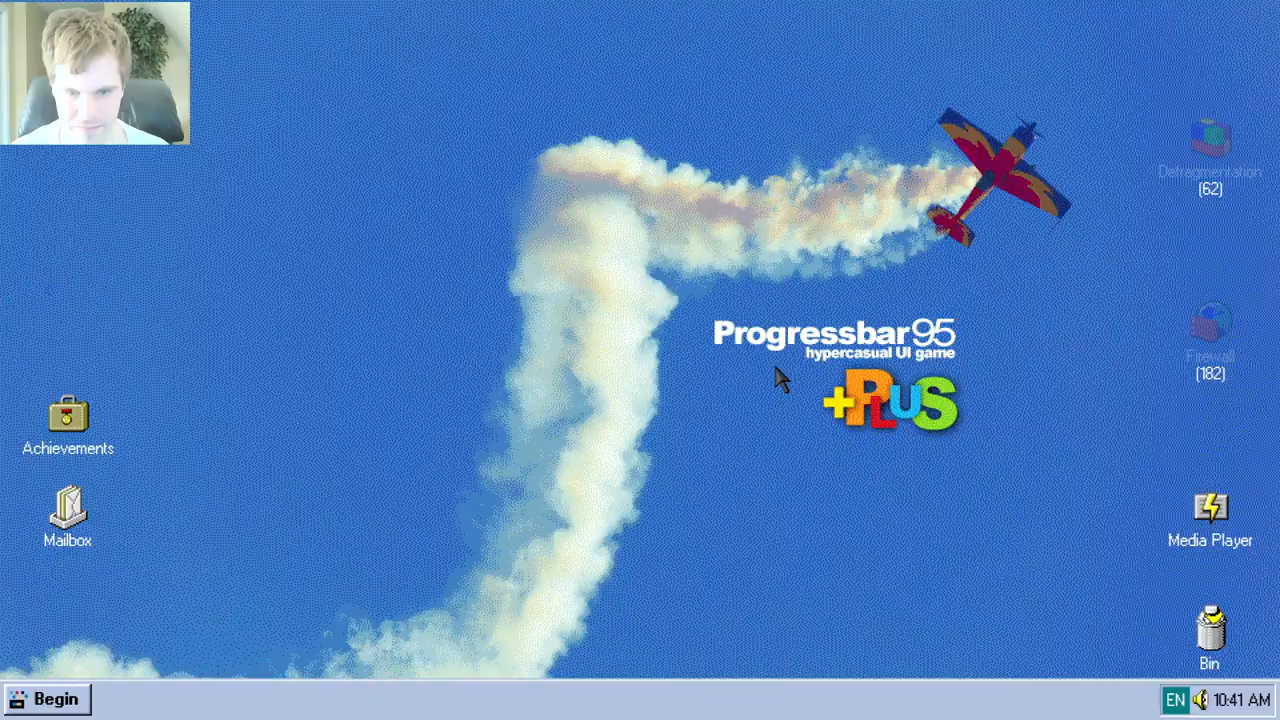 Defragmentation
(62)
Progressbar95
hypercasual UI game
+PLUS
Firewall
(182)
Achievements
Mailbox
Media Player
Bin
Begin
EN
10:41 AM